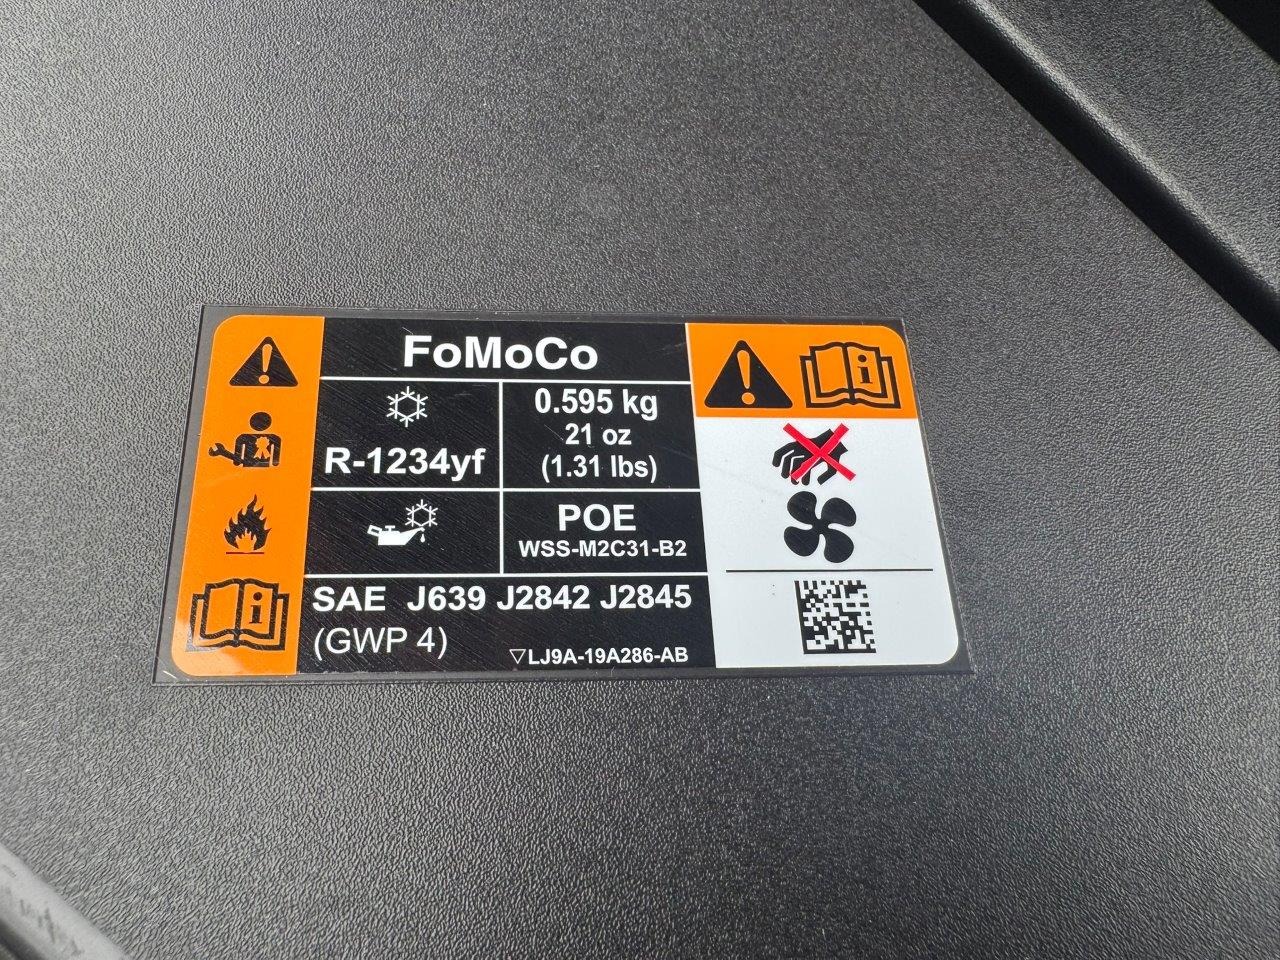 FoMoCo
R-1234yf
0.595 kg
21 oz
(1.31 lbs)
POE
WSS-M2C31-B2
SAE J639 J2842 J2845
(GWP 4)
▽LJ9A-19A286-AB